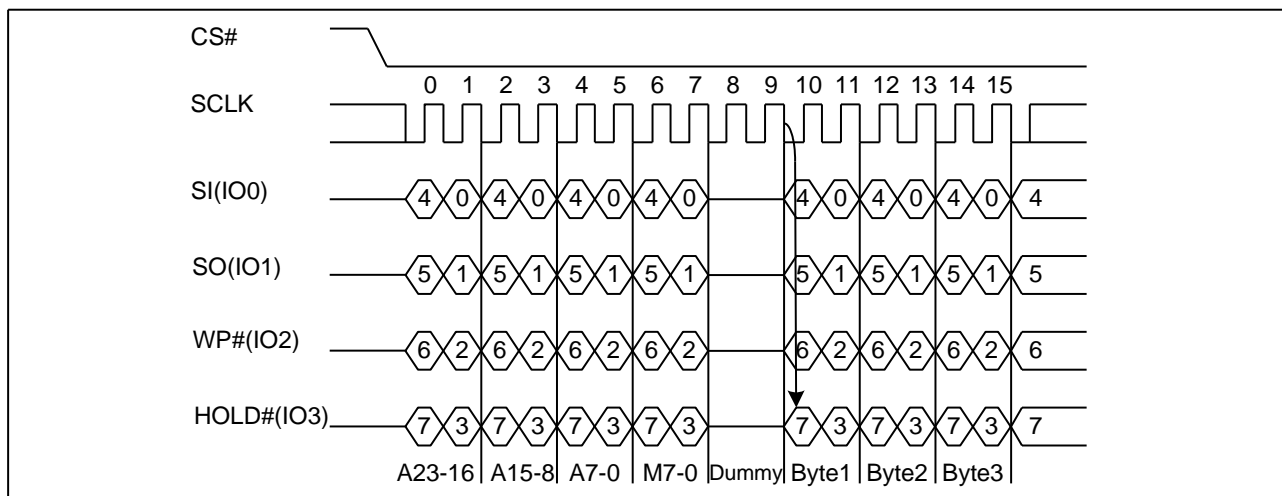 CS#
0 1 2 3 4 5 6 7 8 9 10 11 12 13 14 15
SCLK
SI(IO0) 4 0 4 0 4 0 4 0 4 0 4 0 4 0 4
SO(IO1) 5 1 5 1 5 1 5 1 5 1 5 1 5 1 5
WP#(IO2) 6 2 6 2 6 2 6 2 6 2 6 2 6 2 6
HOLD#(IO3) 7 3 7 3 7 3 7 3 7 3 7 3 7 3 7
A23-16 A15-8 A7-0 M7-0 Dummy Byte1 Byte2 Byte3